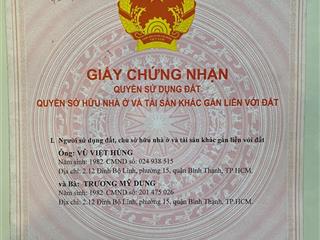 GIẤY CHỨNG NHẬN
QUYỀN SỬ DỤNG ĐẤT
QUYỀN SỞ HỮU NHÀ Ở VÀ TÀI SẢN KHÁC GẮN LIỀN VỚI ĐẤT
I. Người sử dụng đất, chủ sở hữu nhà ở và tài sản khác gắn liền với đất
Ông: VŨ VIỆT HÙNG
Năm sinh: 1982 CMND số: 024 938 515
Địa chỉ: 2.12 Đinh Bộ Lĩnh, phường 15, quận Bình Thạnh, TP.HCM.
và Bà: TRƯƠNG MỸ DUNG
Năm sinh: 1982 CMND số: 201 475 026
Địa chỉ: 2.12 Đinh Bộ Lĩnh, phường 15, quận Bình Thạnh, TP.HCM.